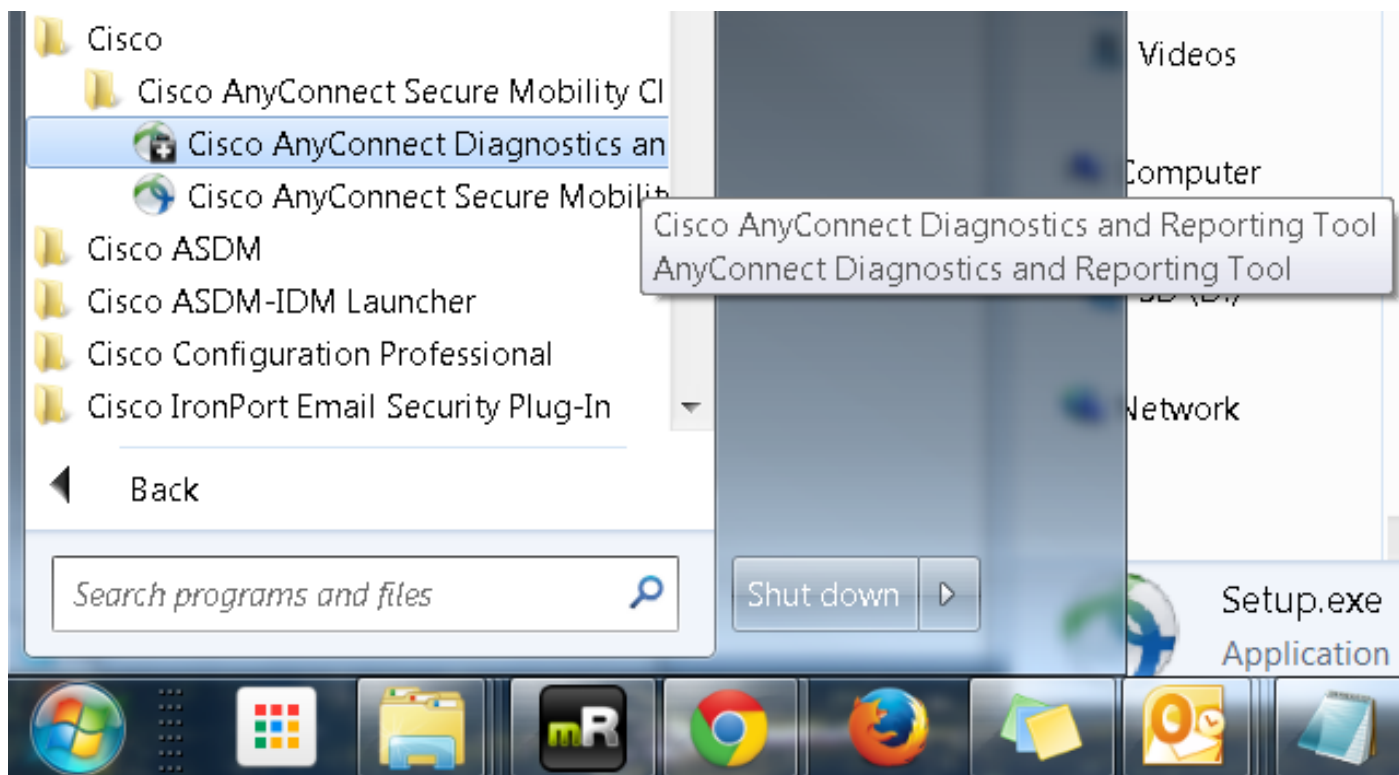 Cisco
Cisco AnyConnect Secure Mobility Cl
Cisco AnyConnect Diagnostics an
Cisco AnyConnect Secure Mobilit
Cisco AnyConnect Diagnostics and Reporting Tool
AnyConnect Diagnostics and Reporting Tool
Cisco ASDM
Cisco ASDM-IDM Launcher
Cisco Configuration Professional
Cisco IronPort Email Security Plug-In
Back
Search programs and files
Shut down
Videos
Computer
Network
Setup.exe
Application
mR